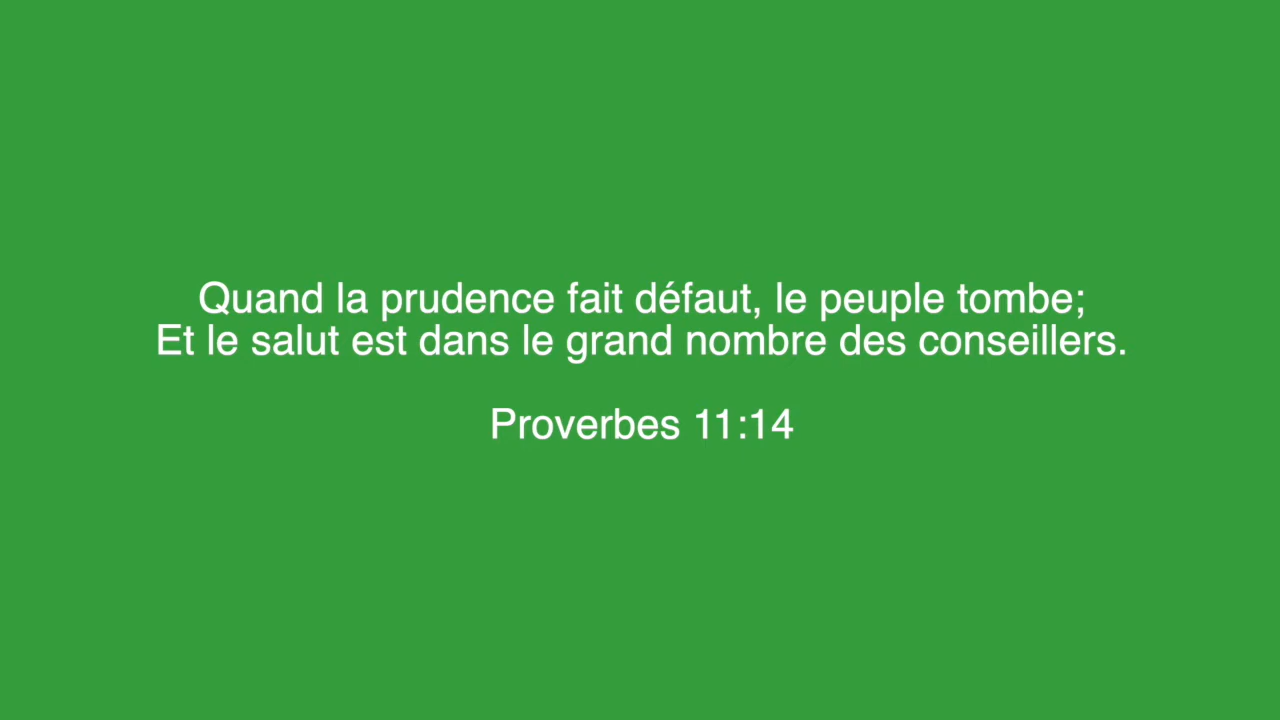 Quand la prudence fait défaut, le peuple tombe;
Et le salut est dans le grand nombre des conseillers.
Proverbes 11:14